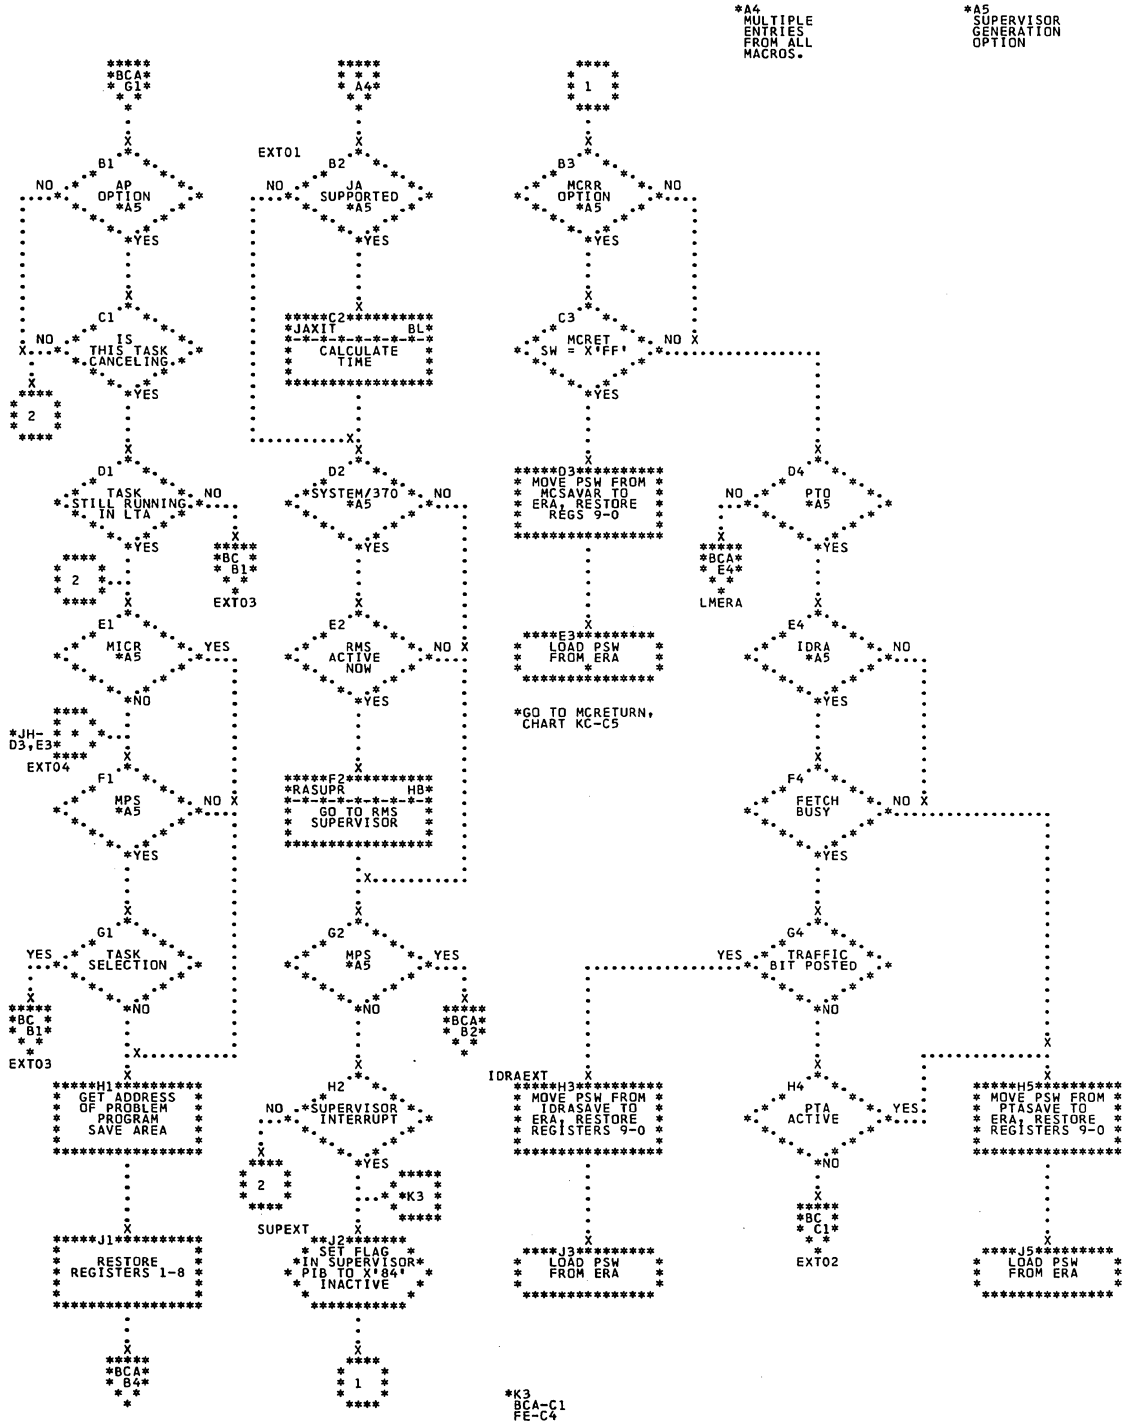 *A4
MULTIPLE
ENTRIES
FROM ALL
MACROS.
*A5
SUPERVISOR
GENERATION
OPTION
BCA
G1
B1
AP
OPTION
*A5
NO
YES
C1
IS
THIS TASK
CANCELING
NO
YES
2
D1
TASK
STILL RUNNING
IN LTA
NO
YES
BC
B1
EXT03
2
E1
MICR
*A5
YES
NO
*JH-
D3,E3
*
EXT04
F1
MPS
*A5
NO
YES
G1
TASK
SELECTION
YES
NO
BC
B1
EXT03
H1
GET ADDRESS
OF PROBLEM
PROGRAM
SAVE AREA
J1
RESTORE
REGISTERS 1-8
BCA
B4
A4
EXT01
B2
JA
SUPPORTED
*A5
NO
YES
C2
JAXIT BL
CALCULATE
TIME
D2
SYSTEM/370
*A5
NO
YES
E2
RMS
ACTIVE
NOW
NO
YES
F2
RASUPR HB
GO TO RMS
SUPERVISOR
G2
MPS
*A5
YES
NO
BCA
B2
H2
SUPERVISOR
INTERRUPT
NO
YES
2
*K3
SUPEXT
J2
SET FLAG
IN SUPERVISOR
PIB TO X'84'
INACTIVE
1
1
B3
MCRR
OPTION
*A5
NO
YES
C3
MCRET
SW = X'FF'
NO
YES
D3
MOVE PSW FROM
MCSAVAR TO
ERA, RESTORE
REGS 9-0
E3
LOAD PSW
FROM ERA
*
*GO TO MCRETURN,
CHART KC-C5
D4
PTO
*A5
NO
YES
BCA
E4
LMERA
E4
IDRA
*A5
NO
YES
F4
FETCH
BUSY
NO
YES
G4
TRAFFIC
BIT POSTED
YES
NO
IDRAEXT
H3
MOVE PSW FROM
IDRASAVE TO
ERA, RESTORE
REGISTERS 9-0
J3
LOAD PSW
FROM ERA
H4
PTA
ACTIVE
YES
NO
BC
C1
EXT02
H5
MOVE PSW FROM
PTASAVE TO
ERA, RESTORE
REGISTERS 9-0
J5
LOAD PSW
FROM ERA
*K3
BCA-C1
FE-C4